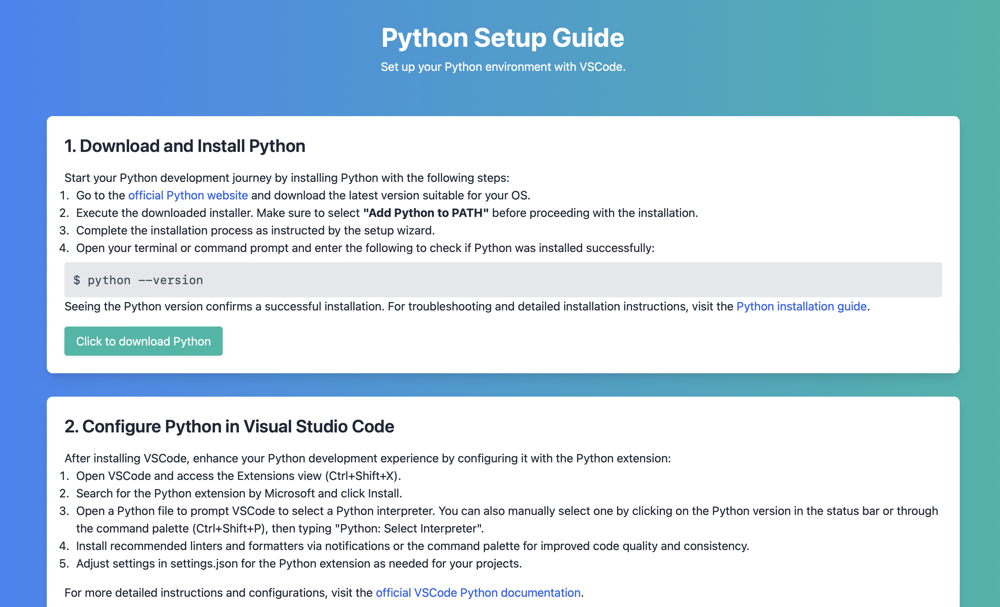 Python Setup Guide
Set up your Python environment with VSCode.
1. Download and Install Python
Start your Python development journey by installing Python with the following steps:
1. Go to the official Python website and download the latest version suitable for your OS.
2. Execute the downloaded installer. Make sure to select "Add Python to PATH" before proceeding with the installation.
3. Complete the installation process as instructed by the setup wizard.
4. Open your terminal or command prompt and enter the following to check if Python was installed successfully:
$ python --version
Seeing the Python version confirms a successful installation. For troubleshooting and detailed installation instructions, visit the Python installation guide.
Click to download Python
2. Configure Python in Visual Studio Code
After installing VSCode, enhance your Python development experience by configuring it with the Python extension:
1. Open VSCode and access the Extensions view (Ctrl+Shift+X).
2. Search for the Python extension by Microsoft and click Install.
3. Open a Python file to prompt VSCode to select a Python interpreter. You can also manually select one by clicking on the Python version in the status bar or through
the command palette (Ctrl+Shift+P), then typing "Python: Select Interpreter".
4. Install recommended linters and formatters via notifications or the command palette for improved code quality and consistency.
5. Adjust settings in settings.json for the Python extension as needed for your projects.
For more detailed instructions and configurations, visit the official VSCode Python documentation.